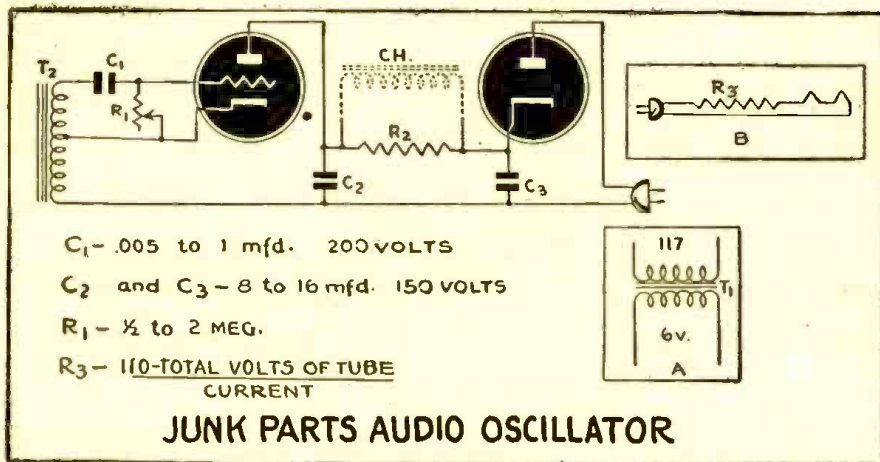 T2
C1
R1
CH.
R2
C2
C3
R3
B
117
T1
6v.
A
C1- .005 to 1 mfd. 200 VOLTS
C2 and C3 - 8 to 16 mfd. 150 VOLTS
R1 - ½ to 2 MEG.
R3 - 110-TOTAL VOLTS OF TUBE
CURRENT
JUNK PARTS AUDIO OSCILLATOR